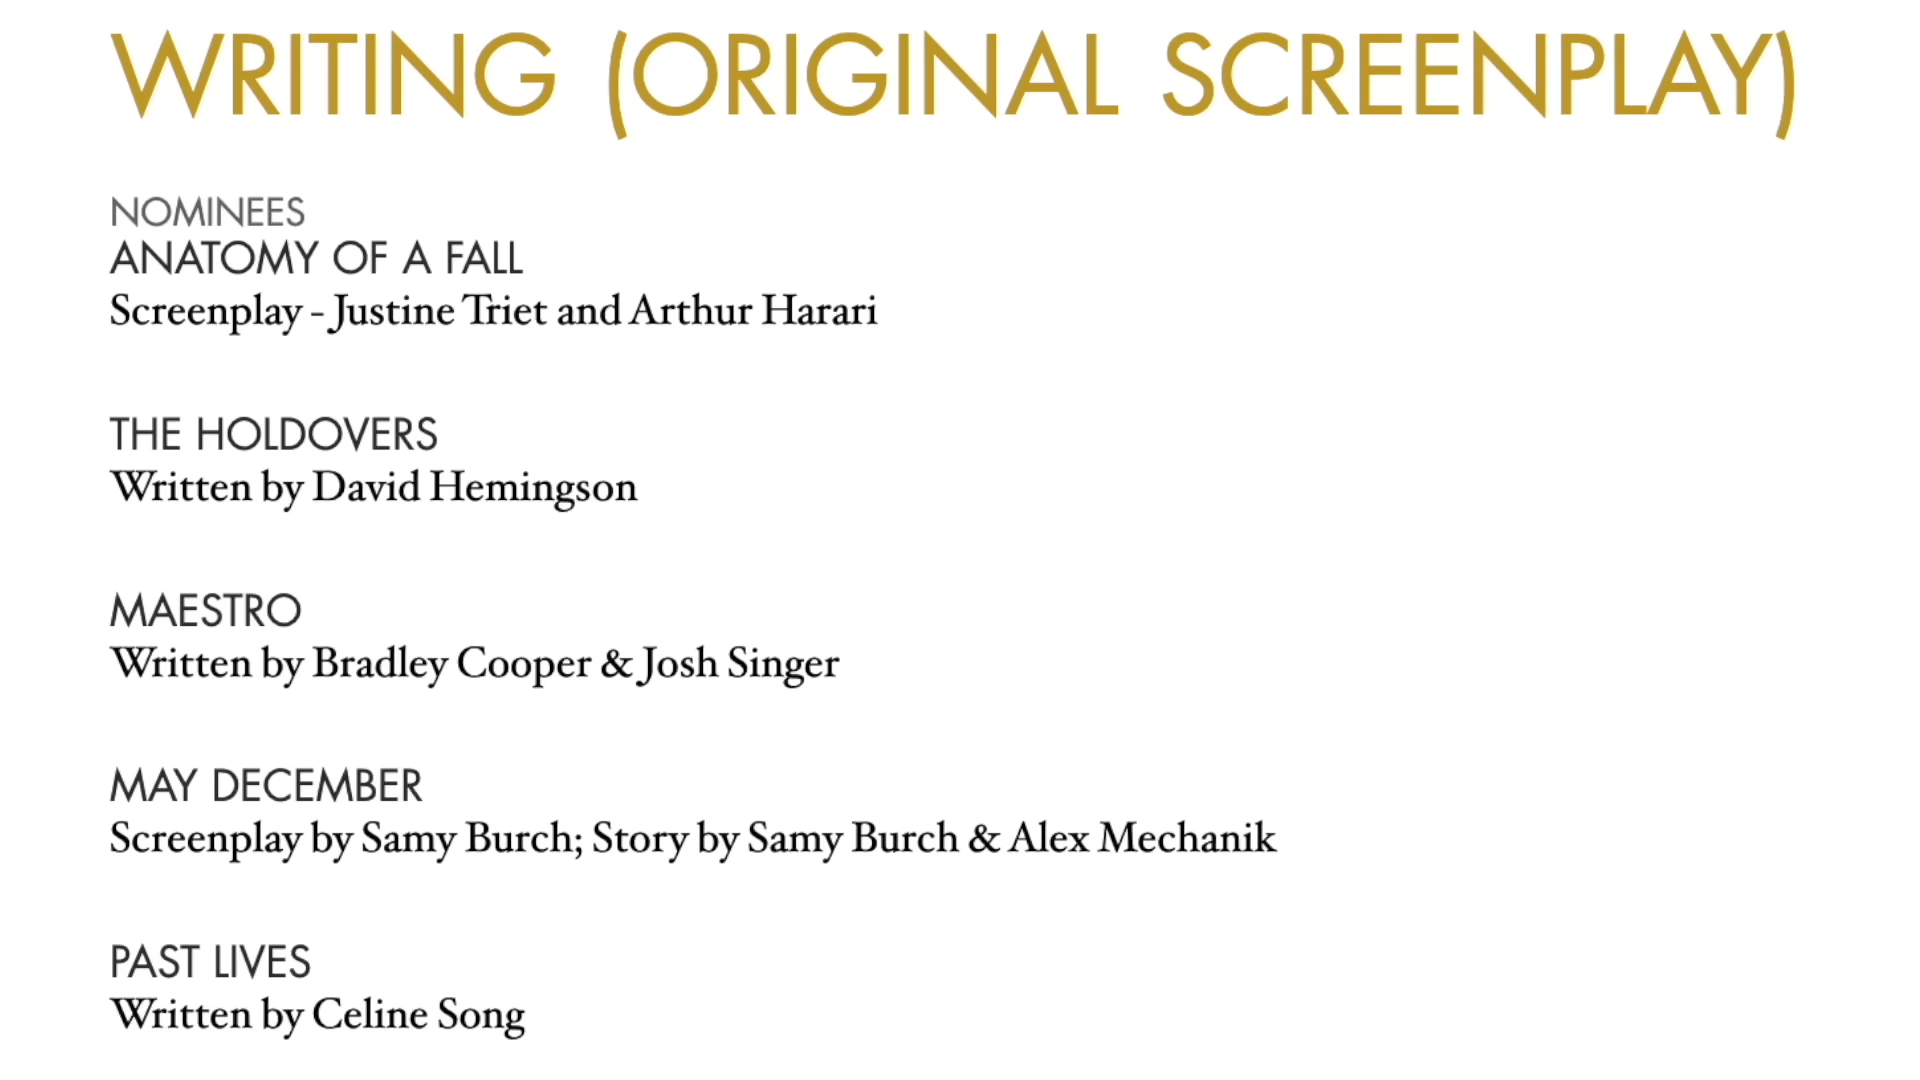 WRITING (ORIGINAL SCREENPLAY)
NOMINEES
ANATOMY OF A FALL
Screenplay - Justine Triet and Arthur Harari
THE HOLDOVERS
Written by David Hemingson
MAESTRO
Written by Bradley Cooper & Josh Singer
MAY DECEMBER
Screenplay by Samy Burch; Story by Samy Burch & Alex Mechanik
PAST LIVES
Written by Celine Song